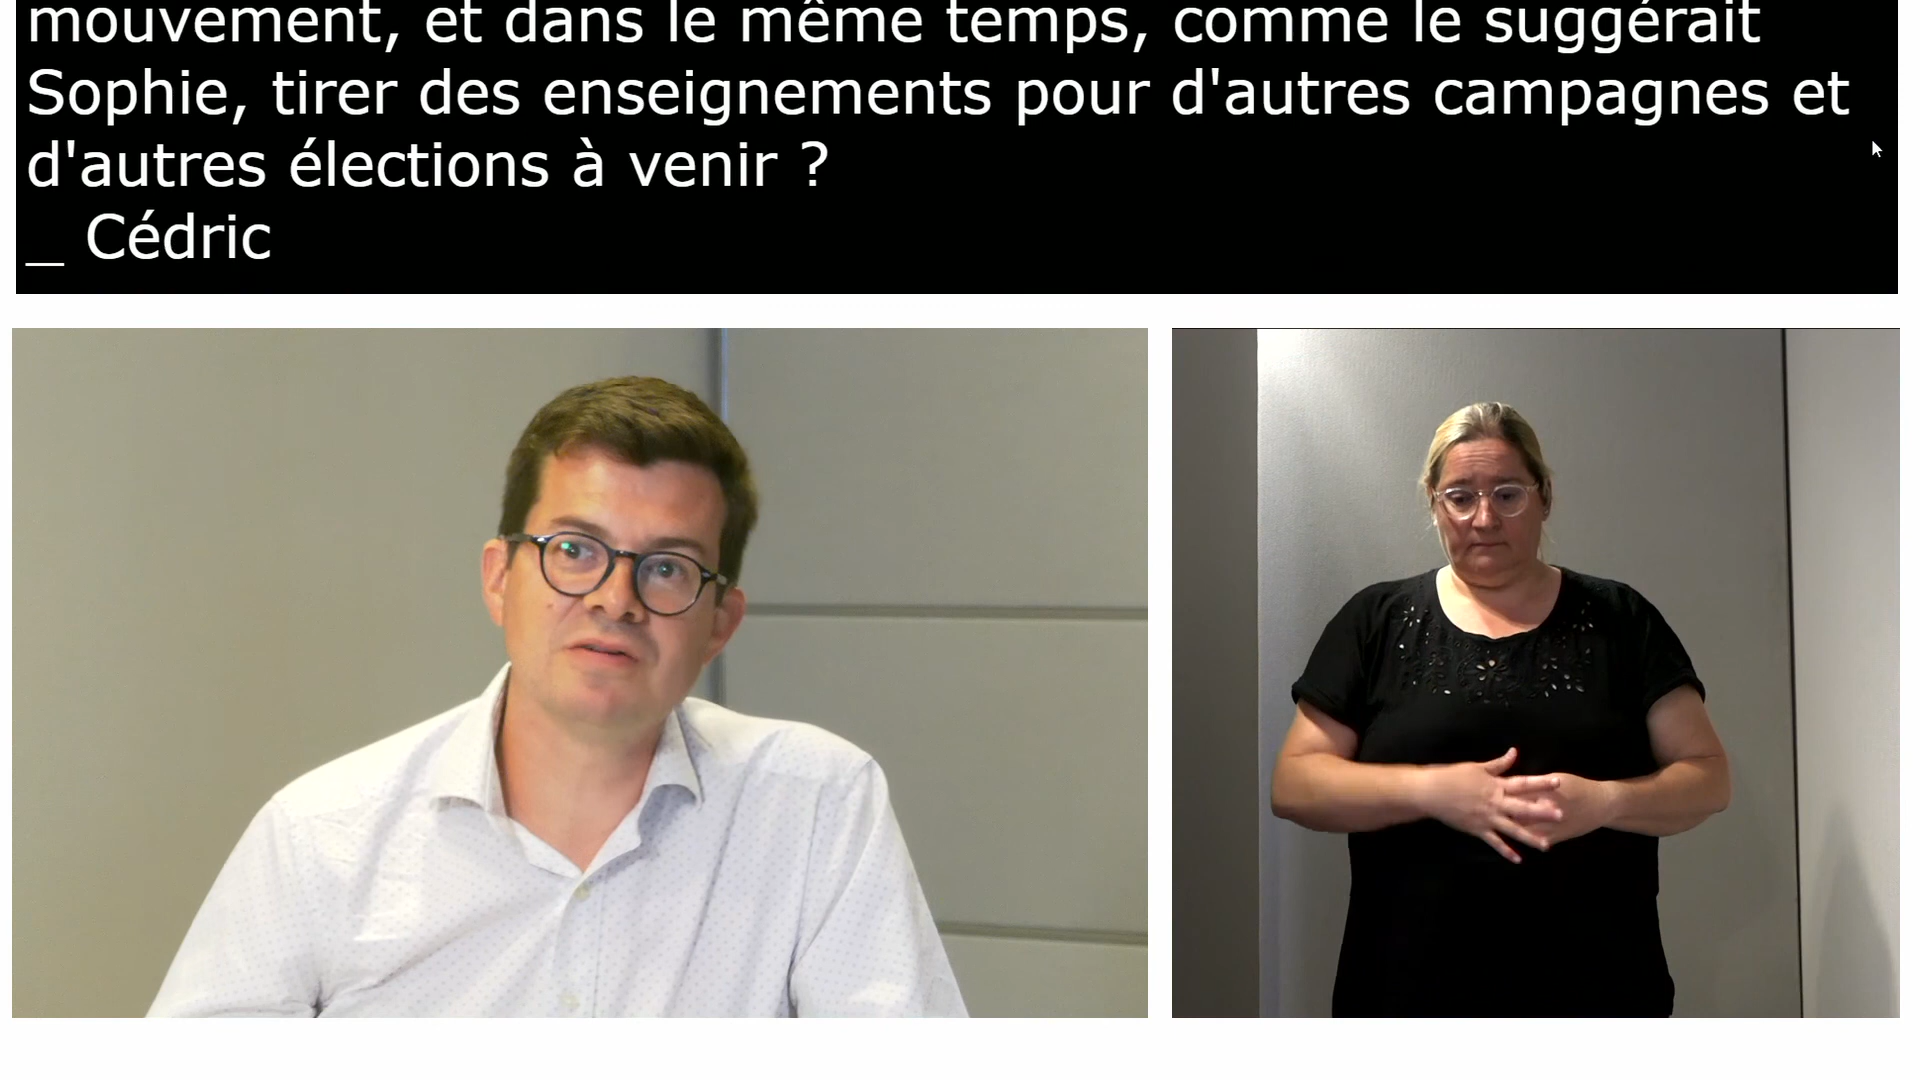 mouvement, et dans le même temps, comme le suggérait
Sophie, tirer des enseignements pour d'autres campagnes et
d'autres élections à venir ?
_ Cédric